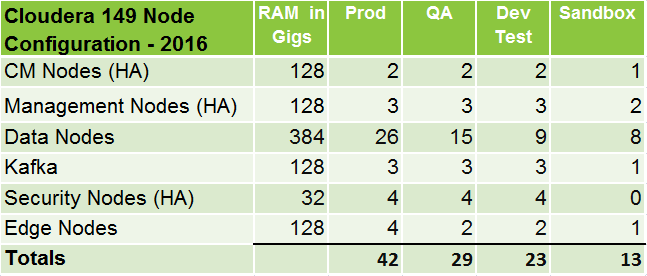 Cloudera 149 Node Configuration - 2016 RAM in Gigs Prod QA Dev Test Sandbox
CM Nodes (HA) 128 2 2 2 1
Management Nodes (HA) 128 3 3 3 2
Data Nodes 384 26 15 9 8
Kafka 128 3 3 3 1
Security Nodes (HA) 32 4 4 4 0
Edge Nodes 128 4 2 2 1
Totals 42 29 23 13